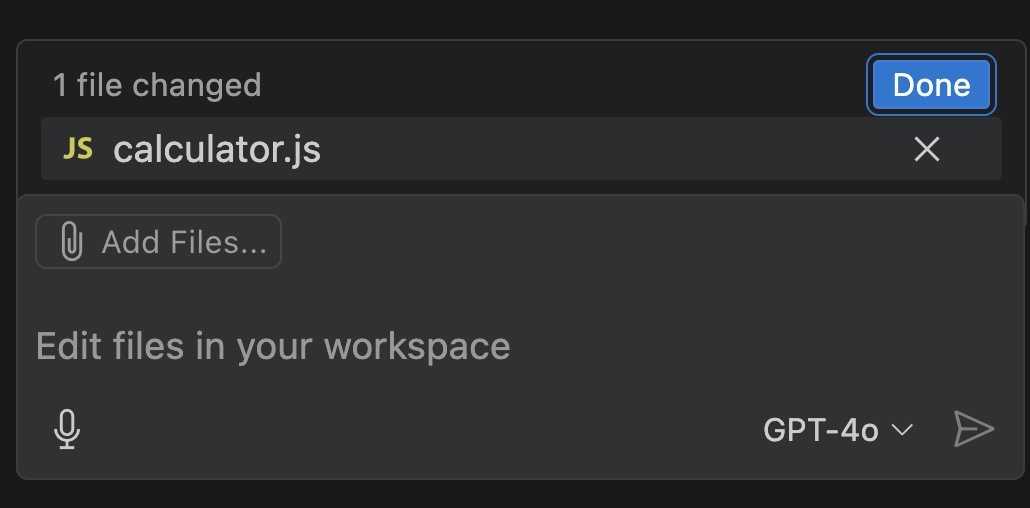 1 file changed
Done
JS calculator.js
Add Files...
Edit files in your workspace
GPT-4o